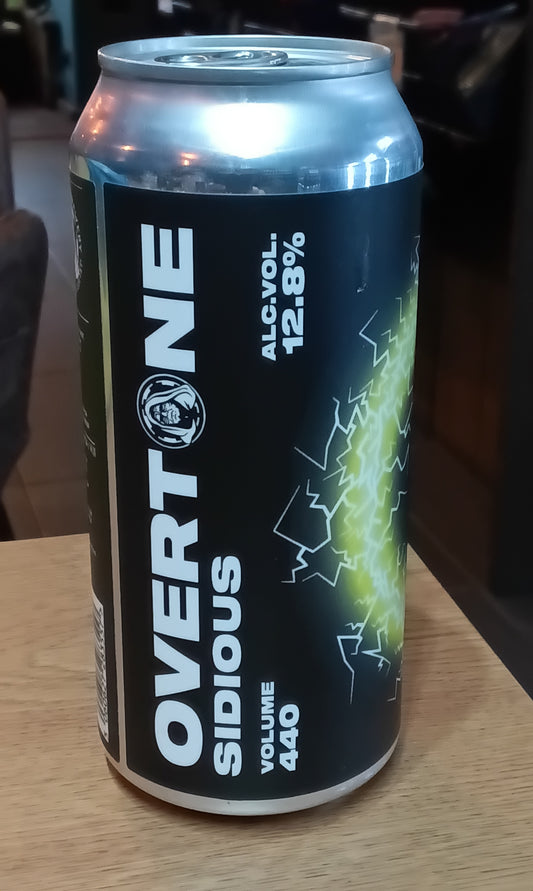 OVERTONE
SIDIOUS
VOLUME
440
ALC.VOL.
12.8%